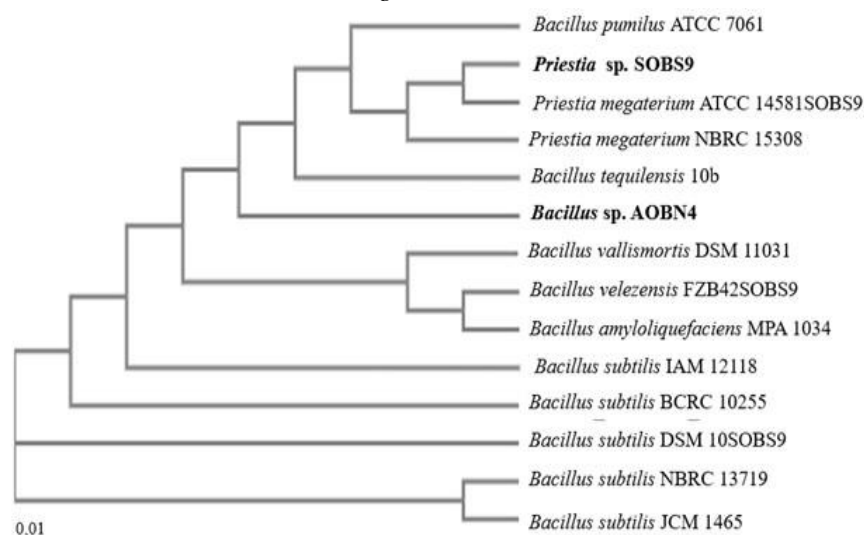 Bacillus pumilus ATCC 7061
Priestia sp. SOBS9
Priestia megaterium ATCC 14581SOBS9
Priestia megaterium NBRC 15308
Bacillus tequilensis 10b
Bacillus sp. AOBN4
Bacillus vallismortis DSM 11031
Bacillus velezensis FZB42SOBS9
Bacillus amyloliquefaciens MPA 1034
Bacillus subtilis IAM 12118
Bacillus subtilis BCRC 10255
Bacillus subtilis DSM 10SOBS9
Bacillus subtilis NBRC 13719
Bacillus subtilis JCM 1465
0.01